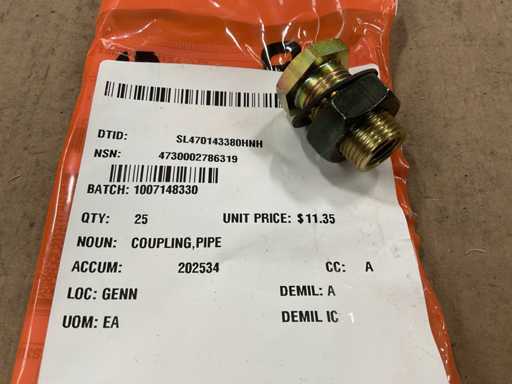 DTID: SL470143380HNH
NSN: 4730002786319
BATCH: 1007148330
QTY: 25 UNIT PRICE: $11.35
NOUN: COUPLING,PIPE
ACCUM: 202534 CC: A
LOC: GENN DEMIL: A
UOM: EA DEMIL IC 1